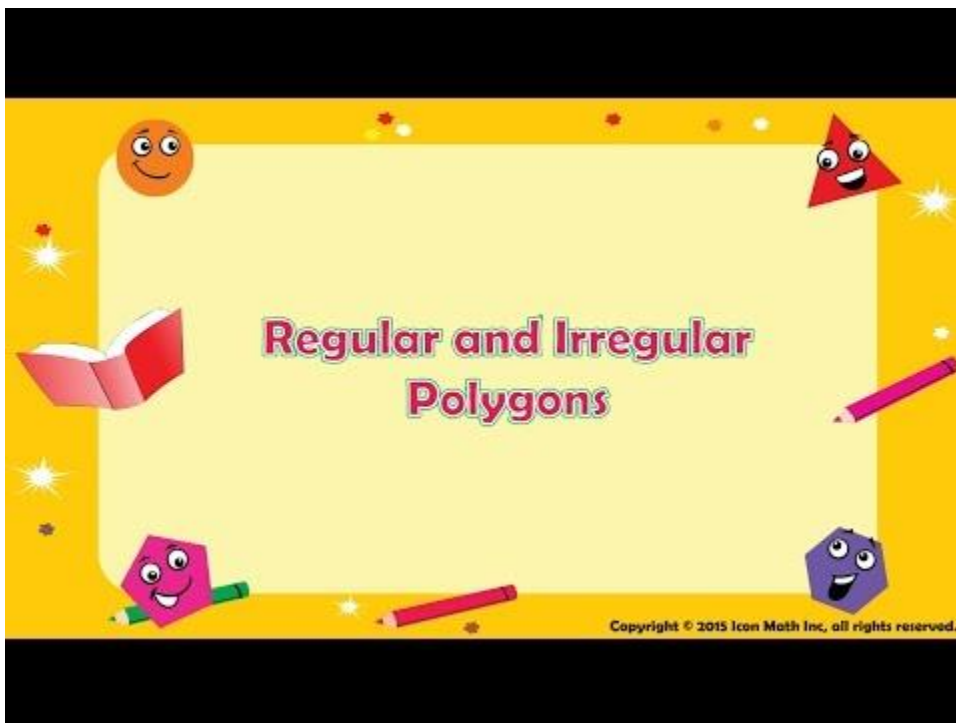 Regular and Irregular
Polygons
Copyright © 2015 Icon Math Inc, all rights reserved.